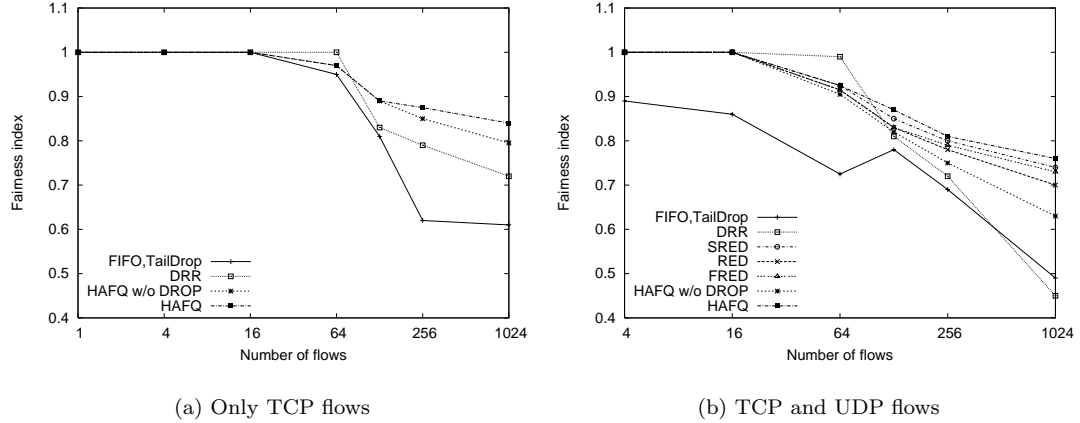 1.1
1
0.9
0.8
0.7
0.6
0.5
0.4
Fairness index
FIFO,TailDrop
DRR
HAFQ w/o DROP
HAFQ
1 4 16 64 256 1024
Number of flows
(a) Only TCP flows
1.1
1
0.9
0.8
0.7
0.6
0.5
0.4
Fairness index
FIFO,TailDrop
DRR
SRED
RED
FRED
HAFQ w/o DROP
HAFQ
4 16 64 256 1024
Number of flows
(b) TCP and UDP flows